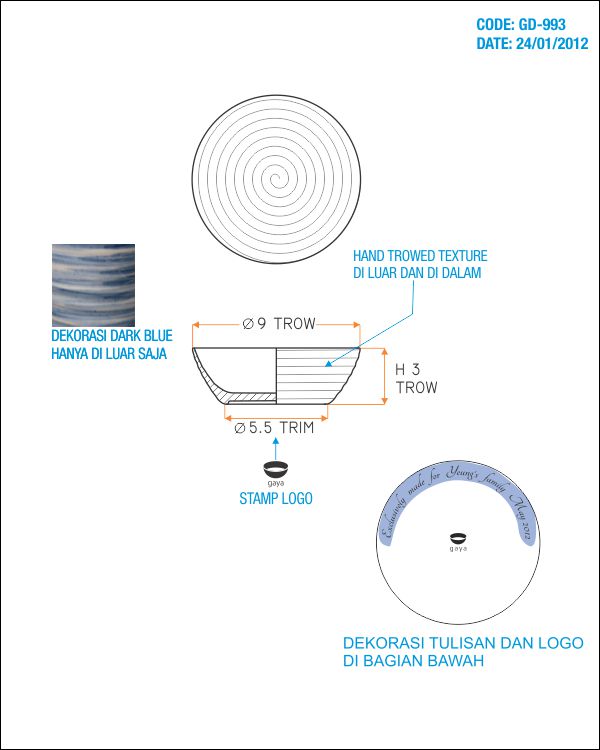 CODE: GD-993
DATE: 24/01/2012
HAND TROWED TEXTURE
DI LUAR DAN DI DALAM
DEKORASI DARK BLUE
HANYA DI LUAR SAJA
Ø 9 TROW
H 3
TROW
Ø 5.5 TRIM
gaya
STAMP LOGO
Exclusively made for Yeung's family May 2012
gaya
DEKORASI TULISAN DAN LOGO
DI BAGIAN BAWAH